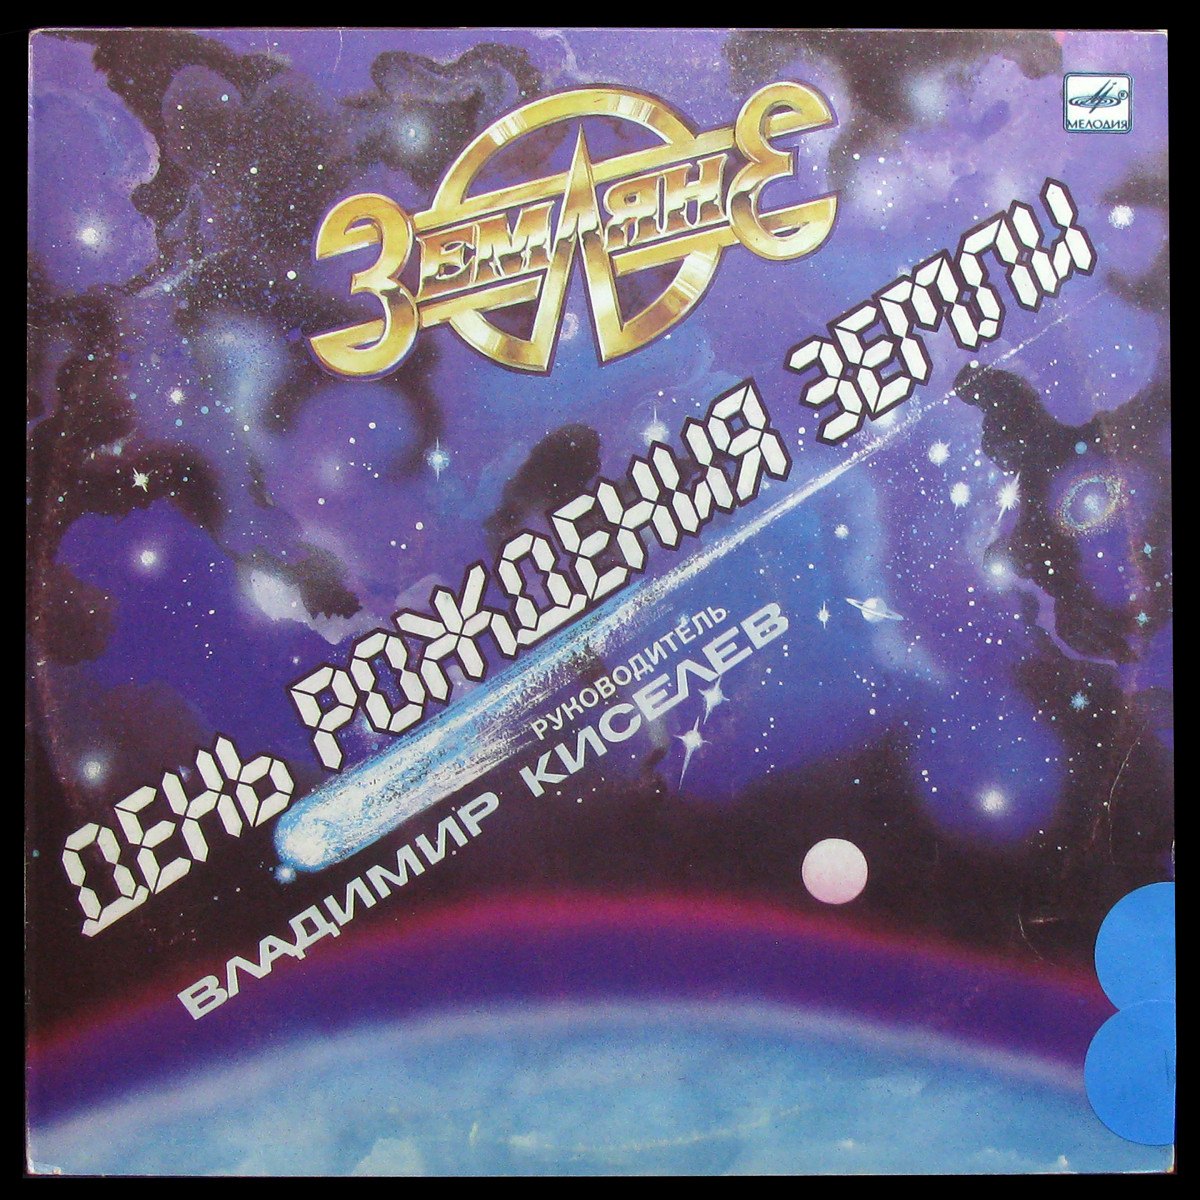 МЕЛОДИЯ
ЗЕМЛЯНЕ
ДЕНЬ РОЖДЕНИЯ ЗЕМЛИ
РУКОВОДИТЕЛЬ
ВЛАДИМИР КИСЕЛЕВ